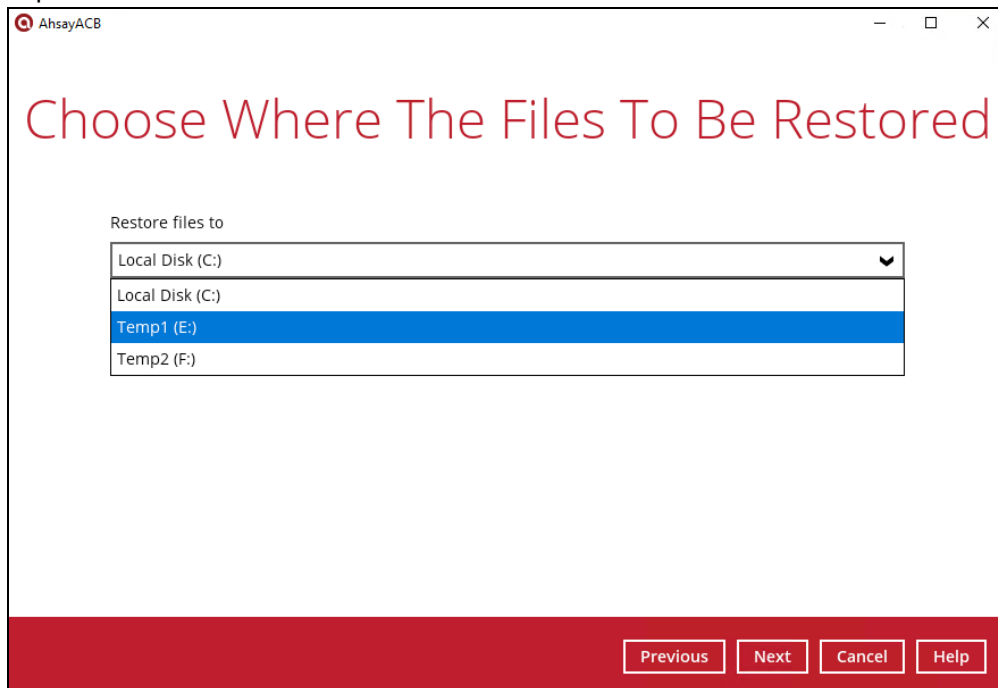 AhsayACB
Choose Where The Files To Be Restored
Restore files to
Local Disk (C:)
Local Disk (C:)
Temp1 (E:)
Temp2 (F:)
Previous Next Cancel Help